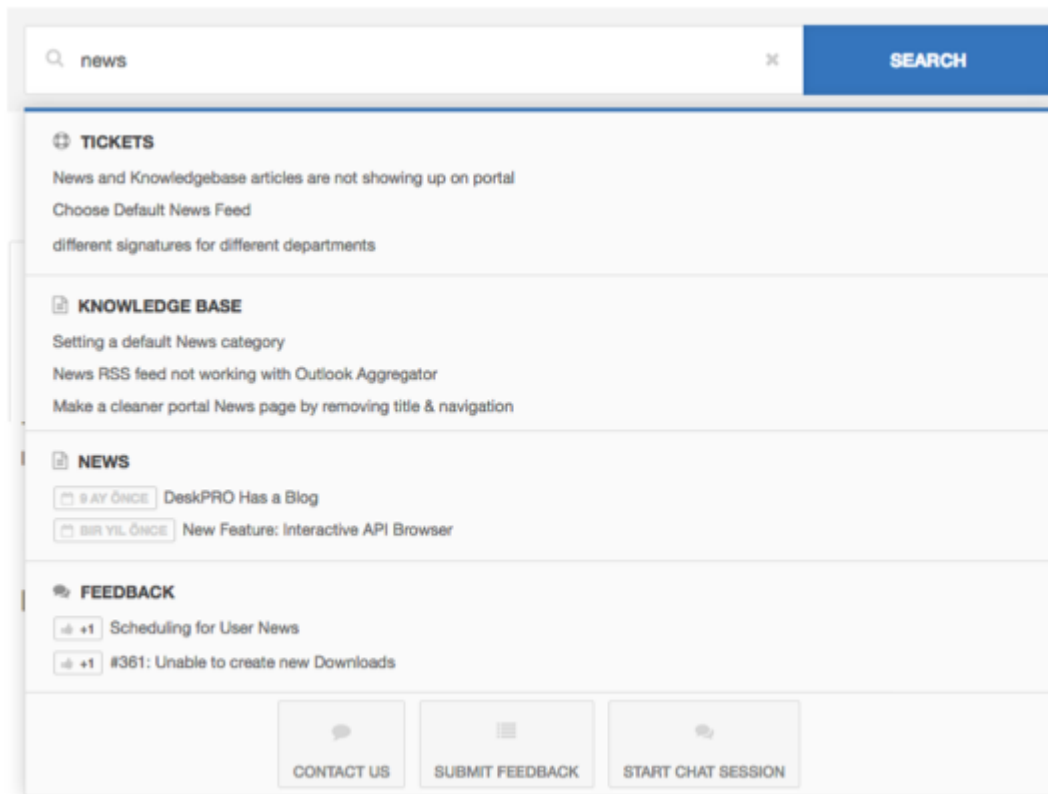 news
SEARCH
TICKETS
News and Knowledgebase articles are not showing up on portal
Choose Default News Feed
different signatures for different departments
KNOWLEDGE BASE
Setting a default News category
News RSS feed not working with Outlook Aggregator
Make a cleaner portal News page by removing title & navigation
NEWS
9 AY ÖNCE DeskPRO Has a Blog
BIR YIL ÖNCE New Feature: Interactive API Browser
FEEDBACK
+1 Scheduling for User News
+1 #361: Unable to create new Downloads
CONTACT US SUBMIT FEEDBACK START CHAT SESSION